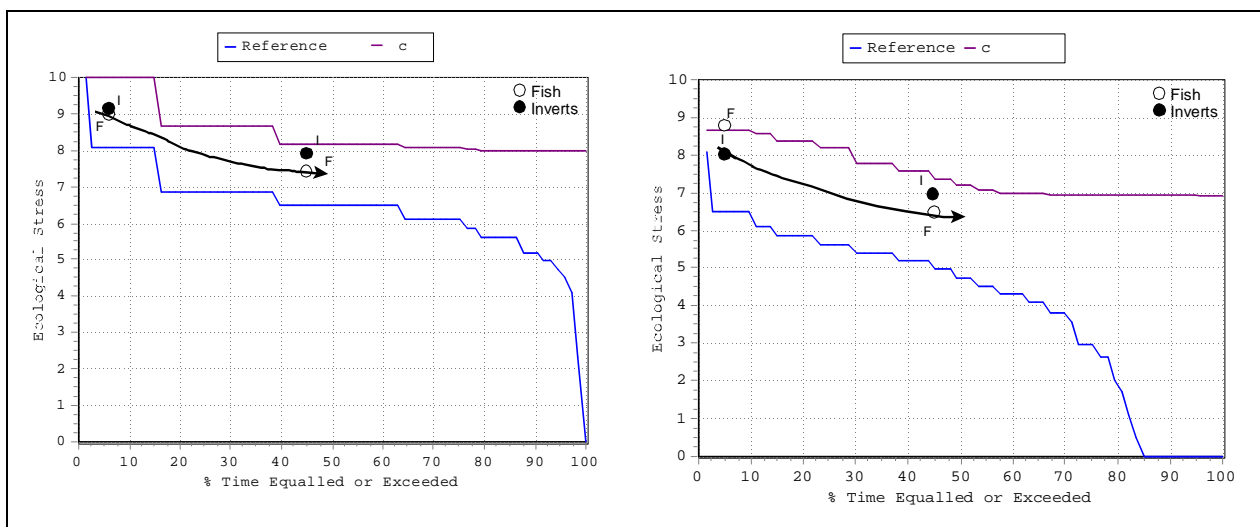 Reference c
10
9
8
7
6
5
4
3
2
1
0
Ecological Stress
Fish
Inverts
I
F
I
F
0 10 20 30 40 50 60 70 80 90 100
% Time Equalled or Exceeded
Reference c
10
9
8
7
6
5
4
3
2
1
0
Ecological Stress
Fish
Inverts
F
I
I
F
0 10 20 30 40 50 60 70 80 90 100
% Time Equalled or Exceeded